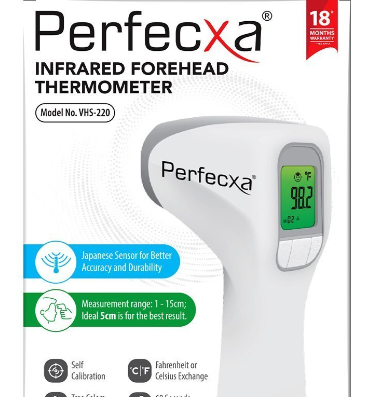 Perfecxa®
18*
MONTHS
WARRANTY
INFRARED FOREHEAD
THERMOMETER
Model No. VHS-220
Perfecxa®
°F
98.2
Japanese Sensor for Better
Accuracy and Durability
Measurement range: 1 - 15cm;
Ideal 5cm is for the best result.
Self
Calibration
°C|°F
Fahrenheit or
Celsius Exchange